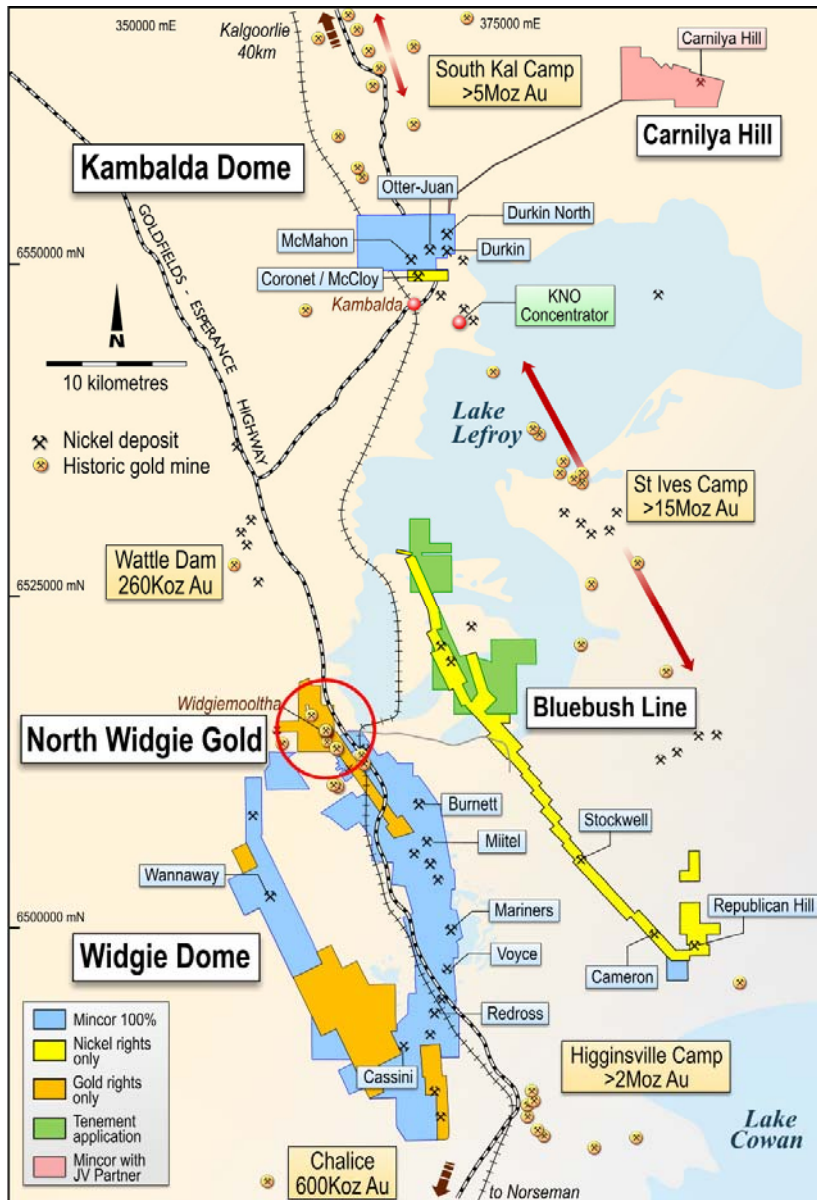 350000 mE
375000 mE
Kalgoorlie
40km
South Kal Camp
>5Moz Au
Carnilya Hill
Carnilya Hill
Kambalda Dome
Otter-Juan
Durkin North
McMahon
Durkin
6550000 mN
Coronet / McCloy
Kambalda
KNO
Concentrator
GOLDFIELDS - ESPERANCE
HIGHWAY
N
10 kilometres
Lake
Lefroy
Nickel deposit
Historic gold mine
St Ives Camp
>15Moz Au
Wattle Dam
260Koz Au
6525000 mN
Widgiemooltha
North Widgie Gold
Bluebush Line
Burnett
Stockwell
Miitel
Wannaway
6500000 mN
Mariners
Republican Hill
Widgie Dome
Voyce
Cameron
Redross
Mincor 100%
Nickel rights
only
Gold rights
only
Tenement
application
Mincor with
JV Partner
Cassini
Higginsville Camp
>2Moz Au
Lake
Cowan
Chalice
600Koz Au
to Norseman